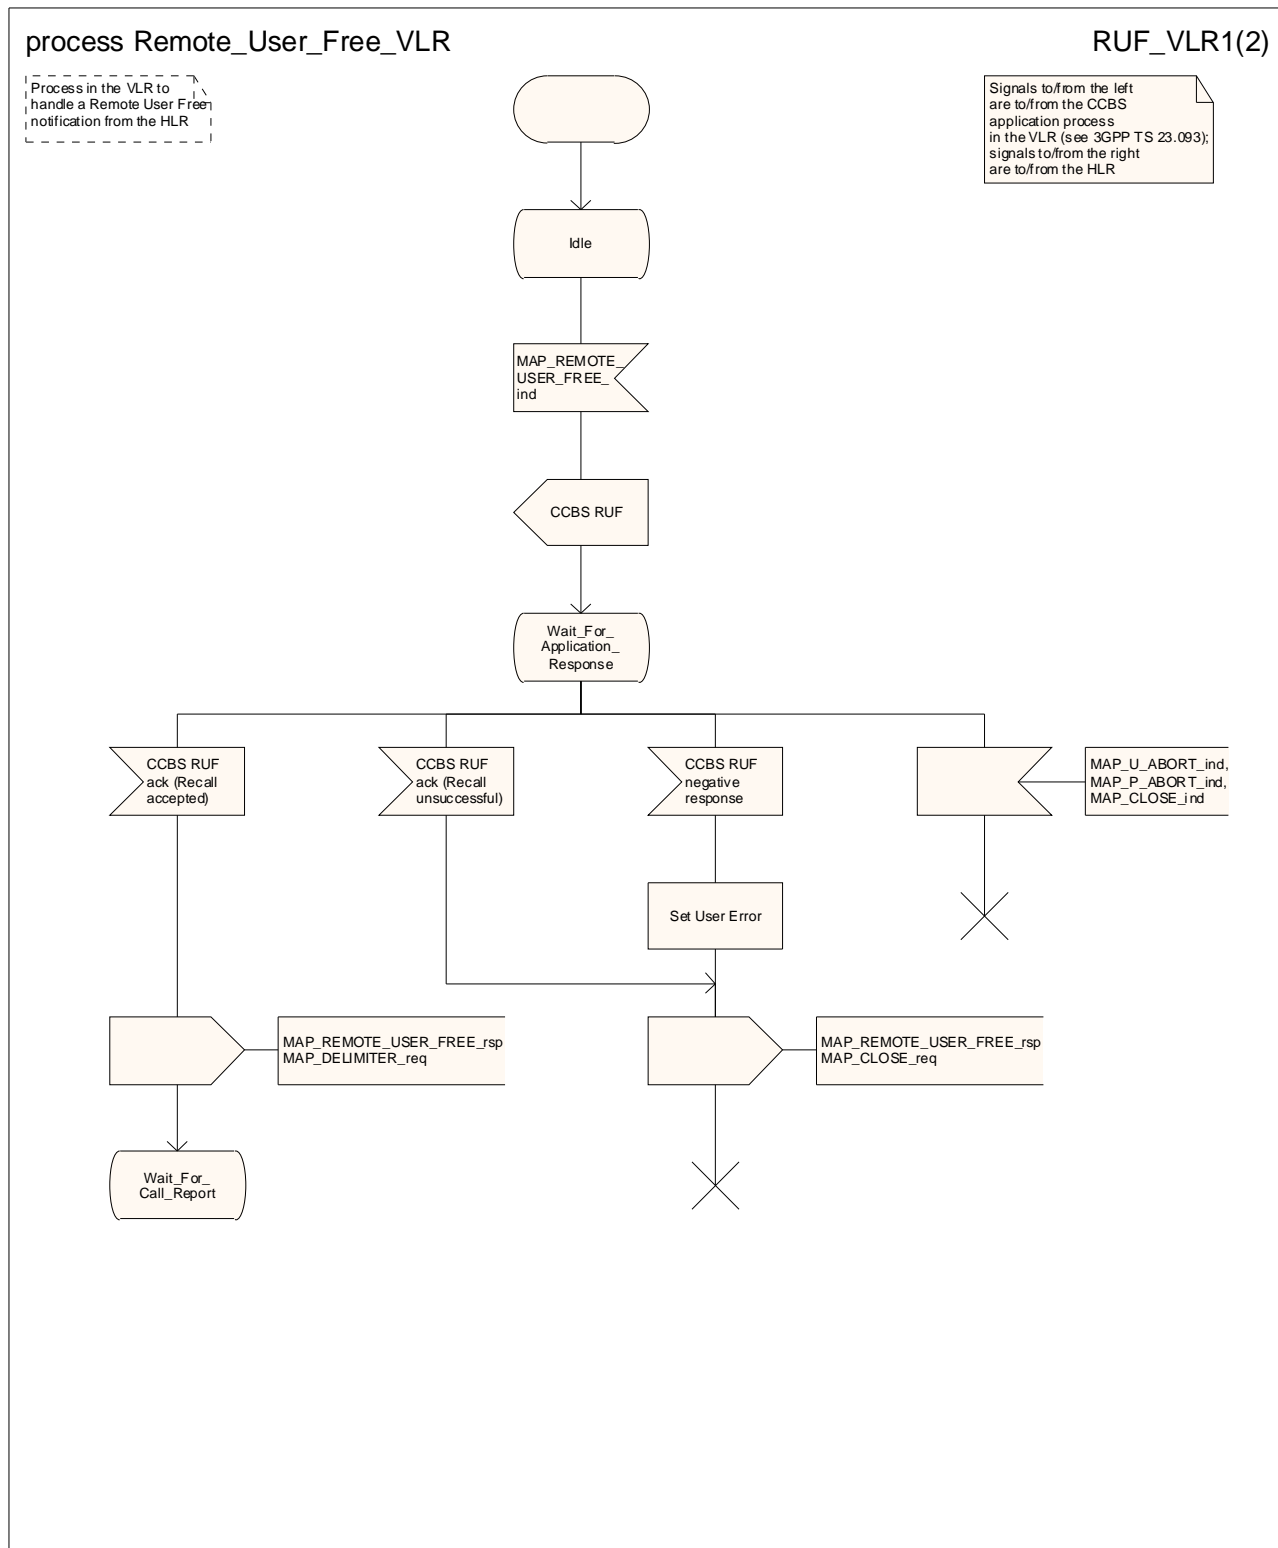 process Remote_User_Free_VLR
RUF_VLR1(2)
Process in the VLR to
handle a Remote User Free
notification from the HLR
Signals to/from the left
are to/from the CCBS
application process
in the VLR (see 3GPP TS 23.093);
signals to/from the right
are to/from the HLR
Idle
MAP_REMOTE_
USER_FREE_
ind
CCBS RUF
Wait_For_
Application_
Response
CCBS RUF
ack (Recall
accepted)
CCBS RUF
ack (Recall
unsuccessful)
CCBS RUF
negative
response
MAP_U_ABORT_ind,
MAP_P_ABORT_ind,
MAP_CLOSE_ind
Set User Error
MAP_REMOTE_USER_FREE_rsp
MAP_DELIMITER_req
MAP_REMOTE_USER_FREE_rsp
MAP_CLOSE_req
Wait_For_
Call_Report